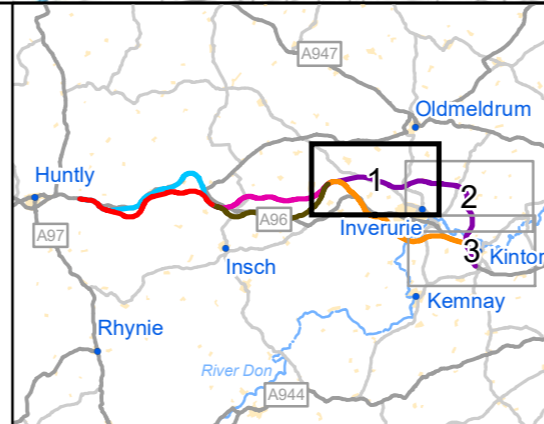 A947
Oldmeldrum
Huntly
1
2
A96
A97
Inverurie
3
Kintor
Insch
Kemnay
Rhynie
River Don
A944